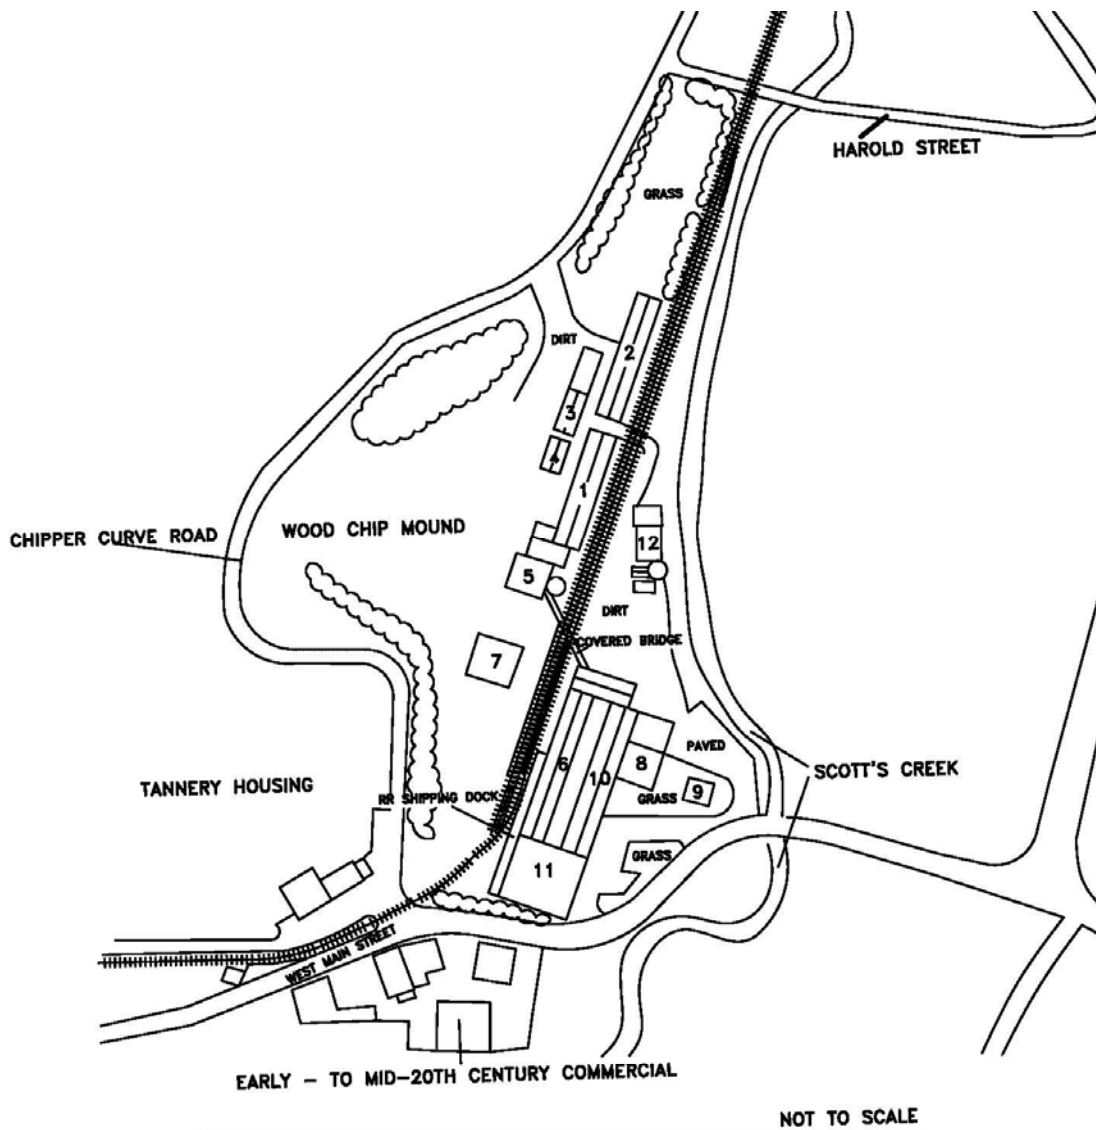 HAROLD STREET
GRASS
DIRT
2
3
4
1
CHIPPER CURVE ROAD
WOOD CHIP MOUND
12
5
DIRT
COVERED BRIDGE
7
PAVED
6
10
8
SCOTT'S CREEK
TANNERY HOUSING
RR SHIPPING DOCK
GRASS
9
GRASS
11
WEST MAIN STREET
EARLY - TO MID-20TH CENTURY COMMERCIAL
NOT TO SCALE